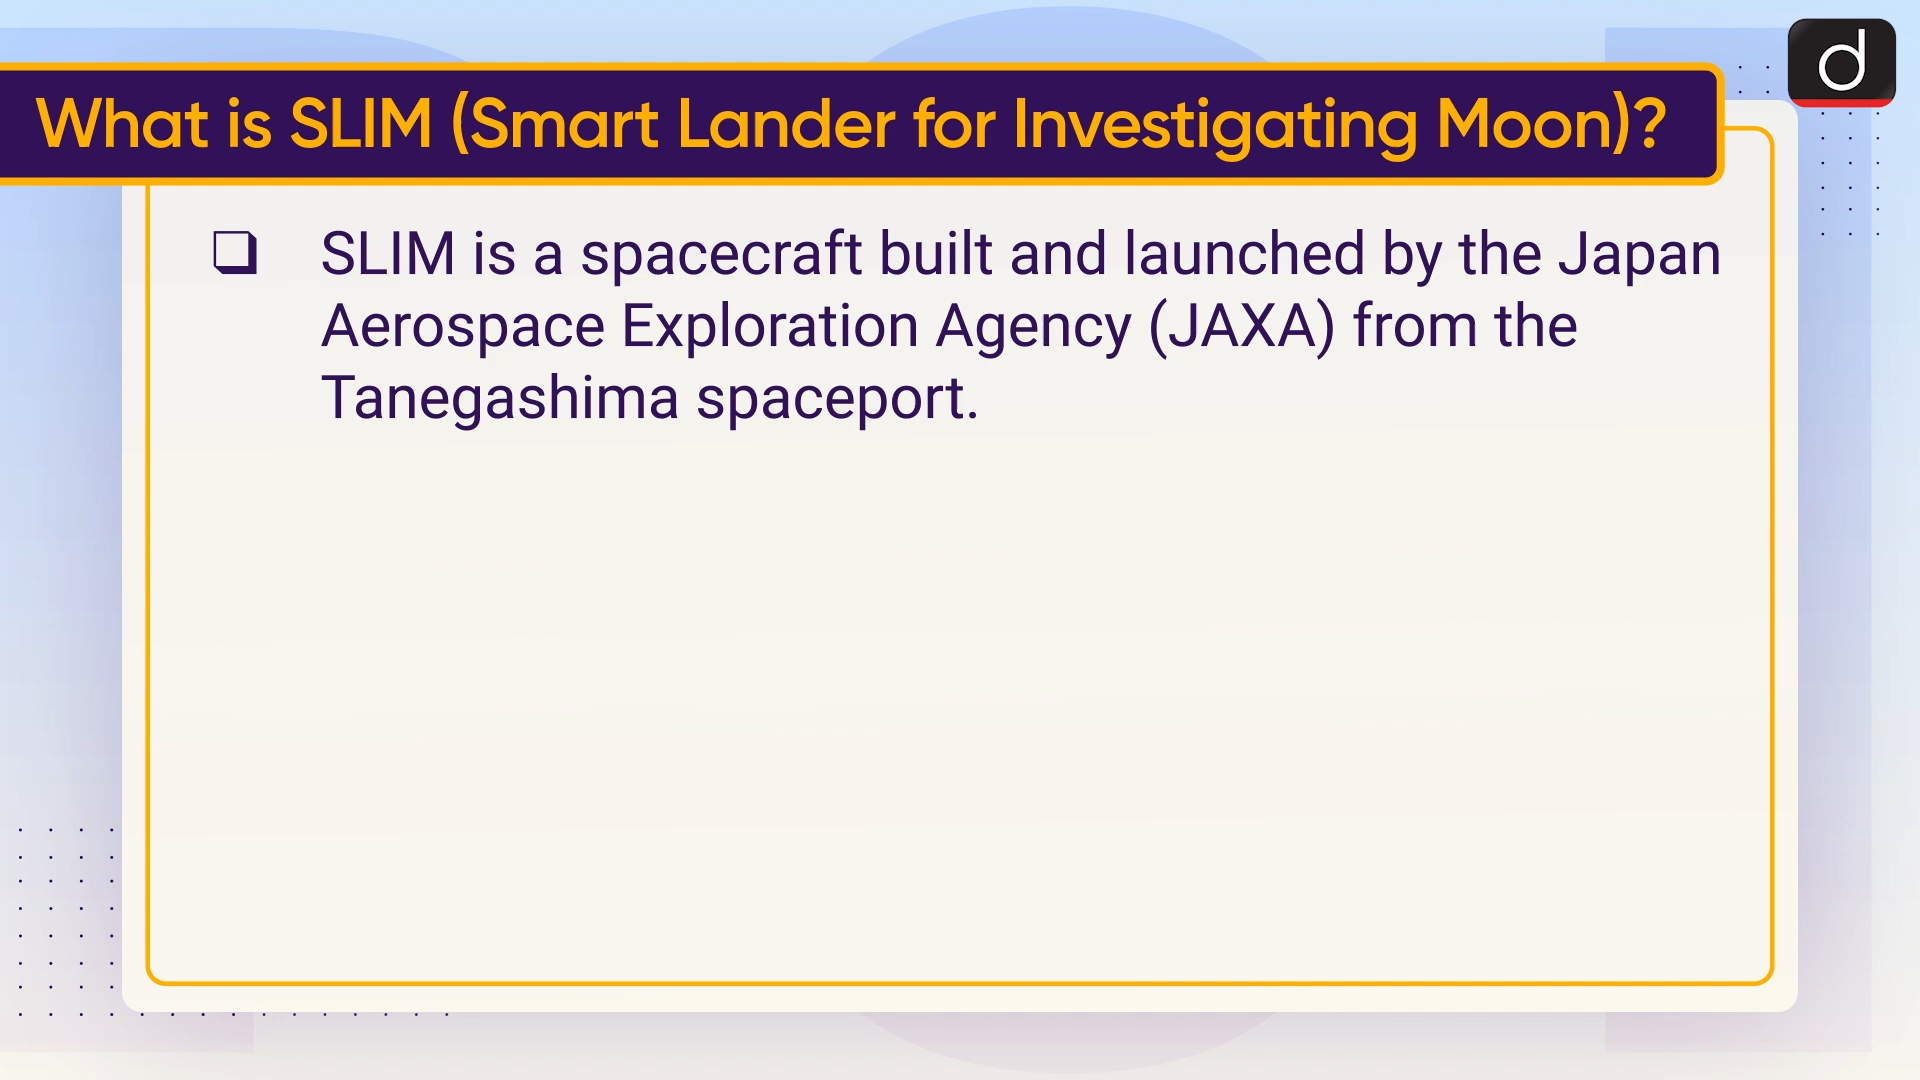 What is SLIM (Smart Lander for Investigating Moon)?
d
❑ SLIM is a spacecraft built and launched by the Japan
Aerospace Exploration Agency (JAXA) from the
Tanegashima spaceport.